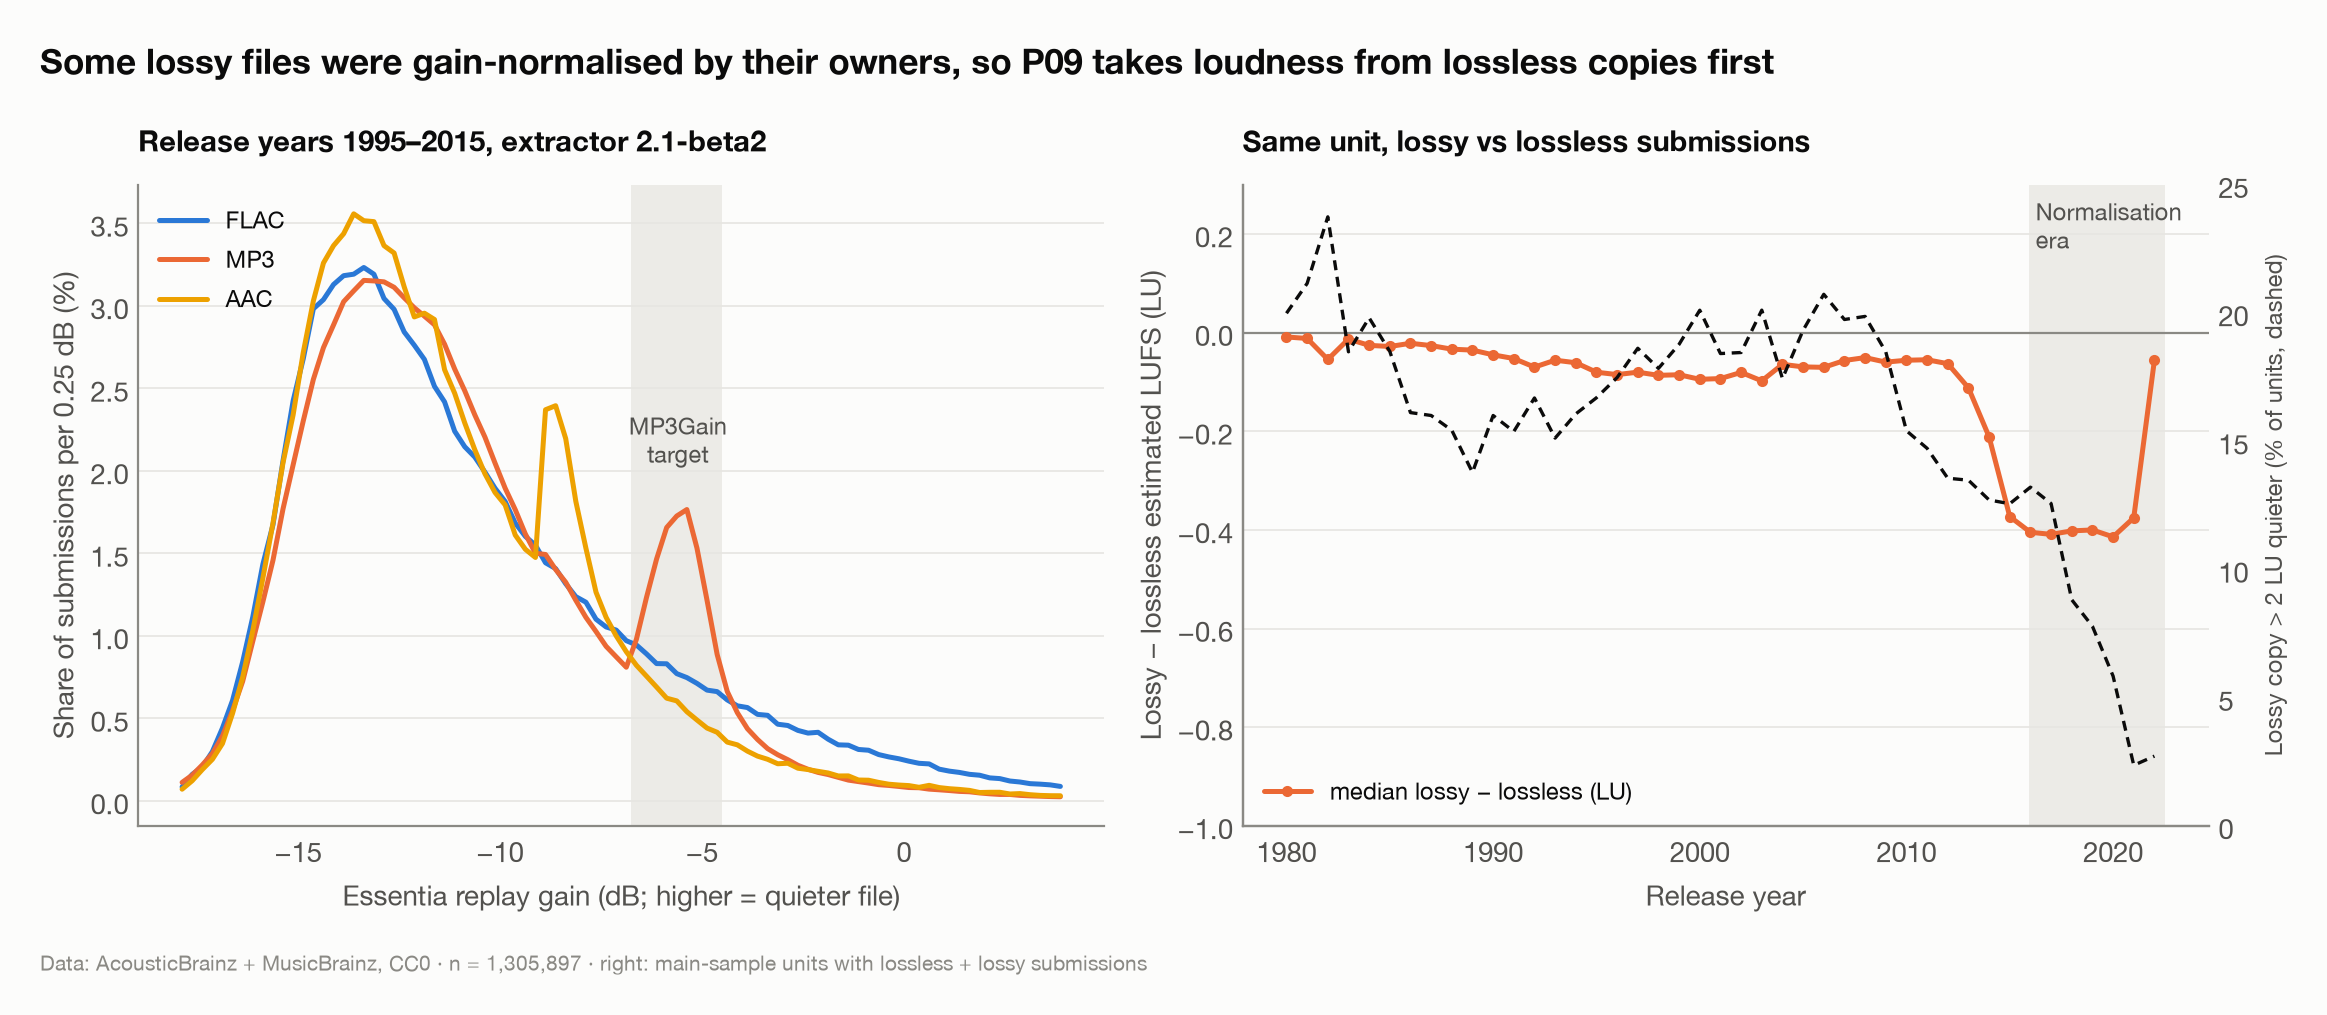 Some lossy files were gain-normalised by their owners, so P09 takes loudness from lossless copies first
Release years 1995–2015, extractor 2.1-beta2
Share of submissions per 0.25 dB (%)
3.5
3.0
2.5
2.0
1.5
1.0
0.5
0.0
FLAC
MP3
AAC
MP3Gain
target
−15
−10
−5
0
Essentia replay gain (dB; higher = quieter file)
Same unit, lossy vs lossless submissions
Lossy − lossless estimated LUFS (LU)
0.2
0.0
−0.2
−0.4
−0.6
−0.8
−1.0
Normalisation
era
median lossy − lossless (LU)
25
20
15
10
5
0
Lossy copy > 2 LU quieter (% of units, dashed)
1980
1990
2000
2010
2020
Release year
Data: AcousticBrainz + MusicBrainz, CC0 · n = 1,305,897 · right: main-sample units with lossless + lossy submissions